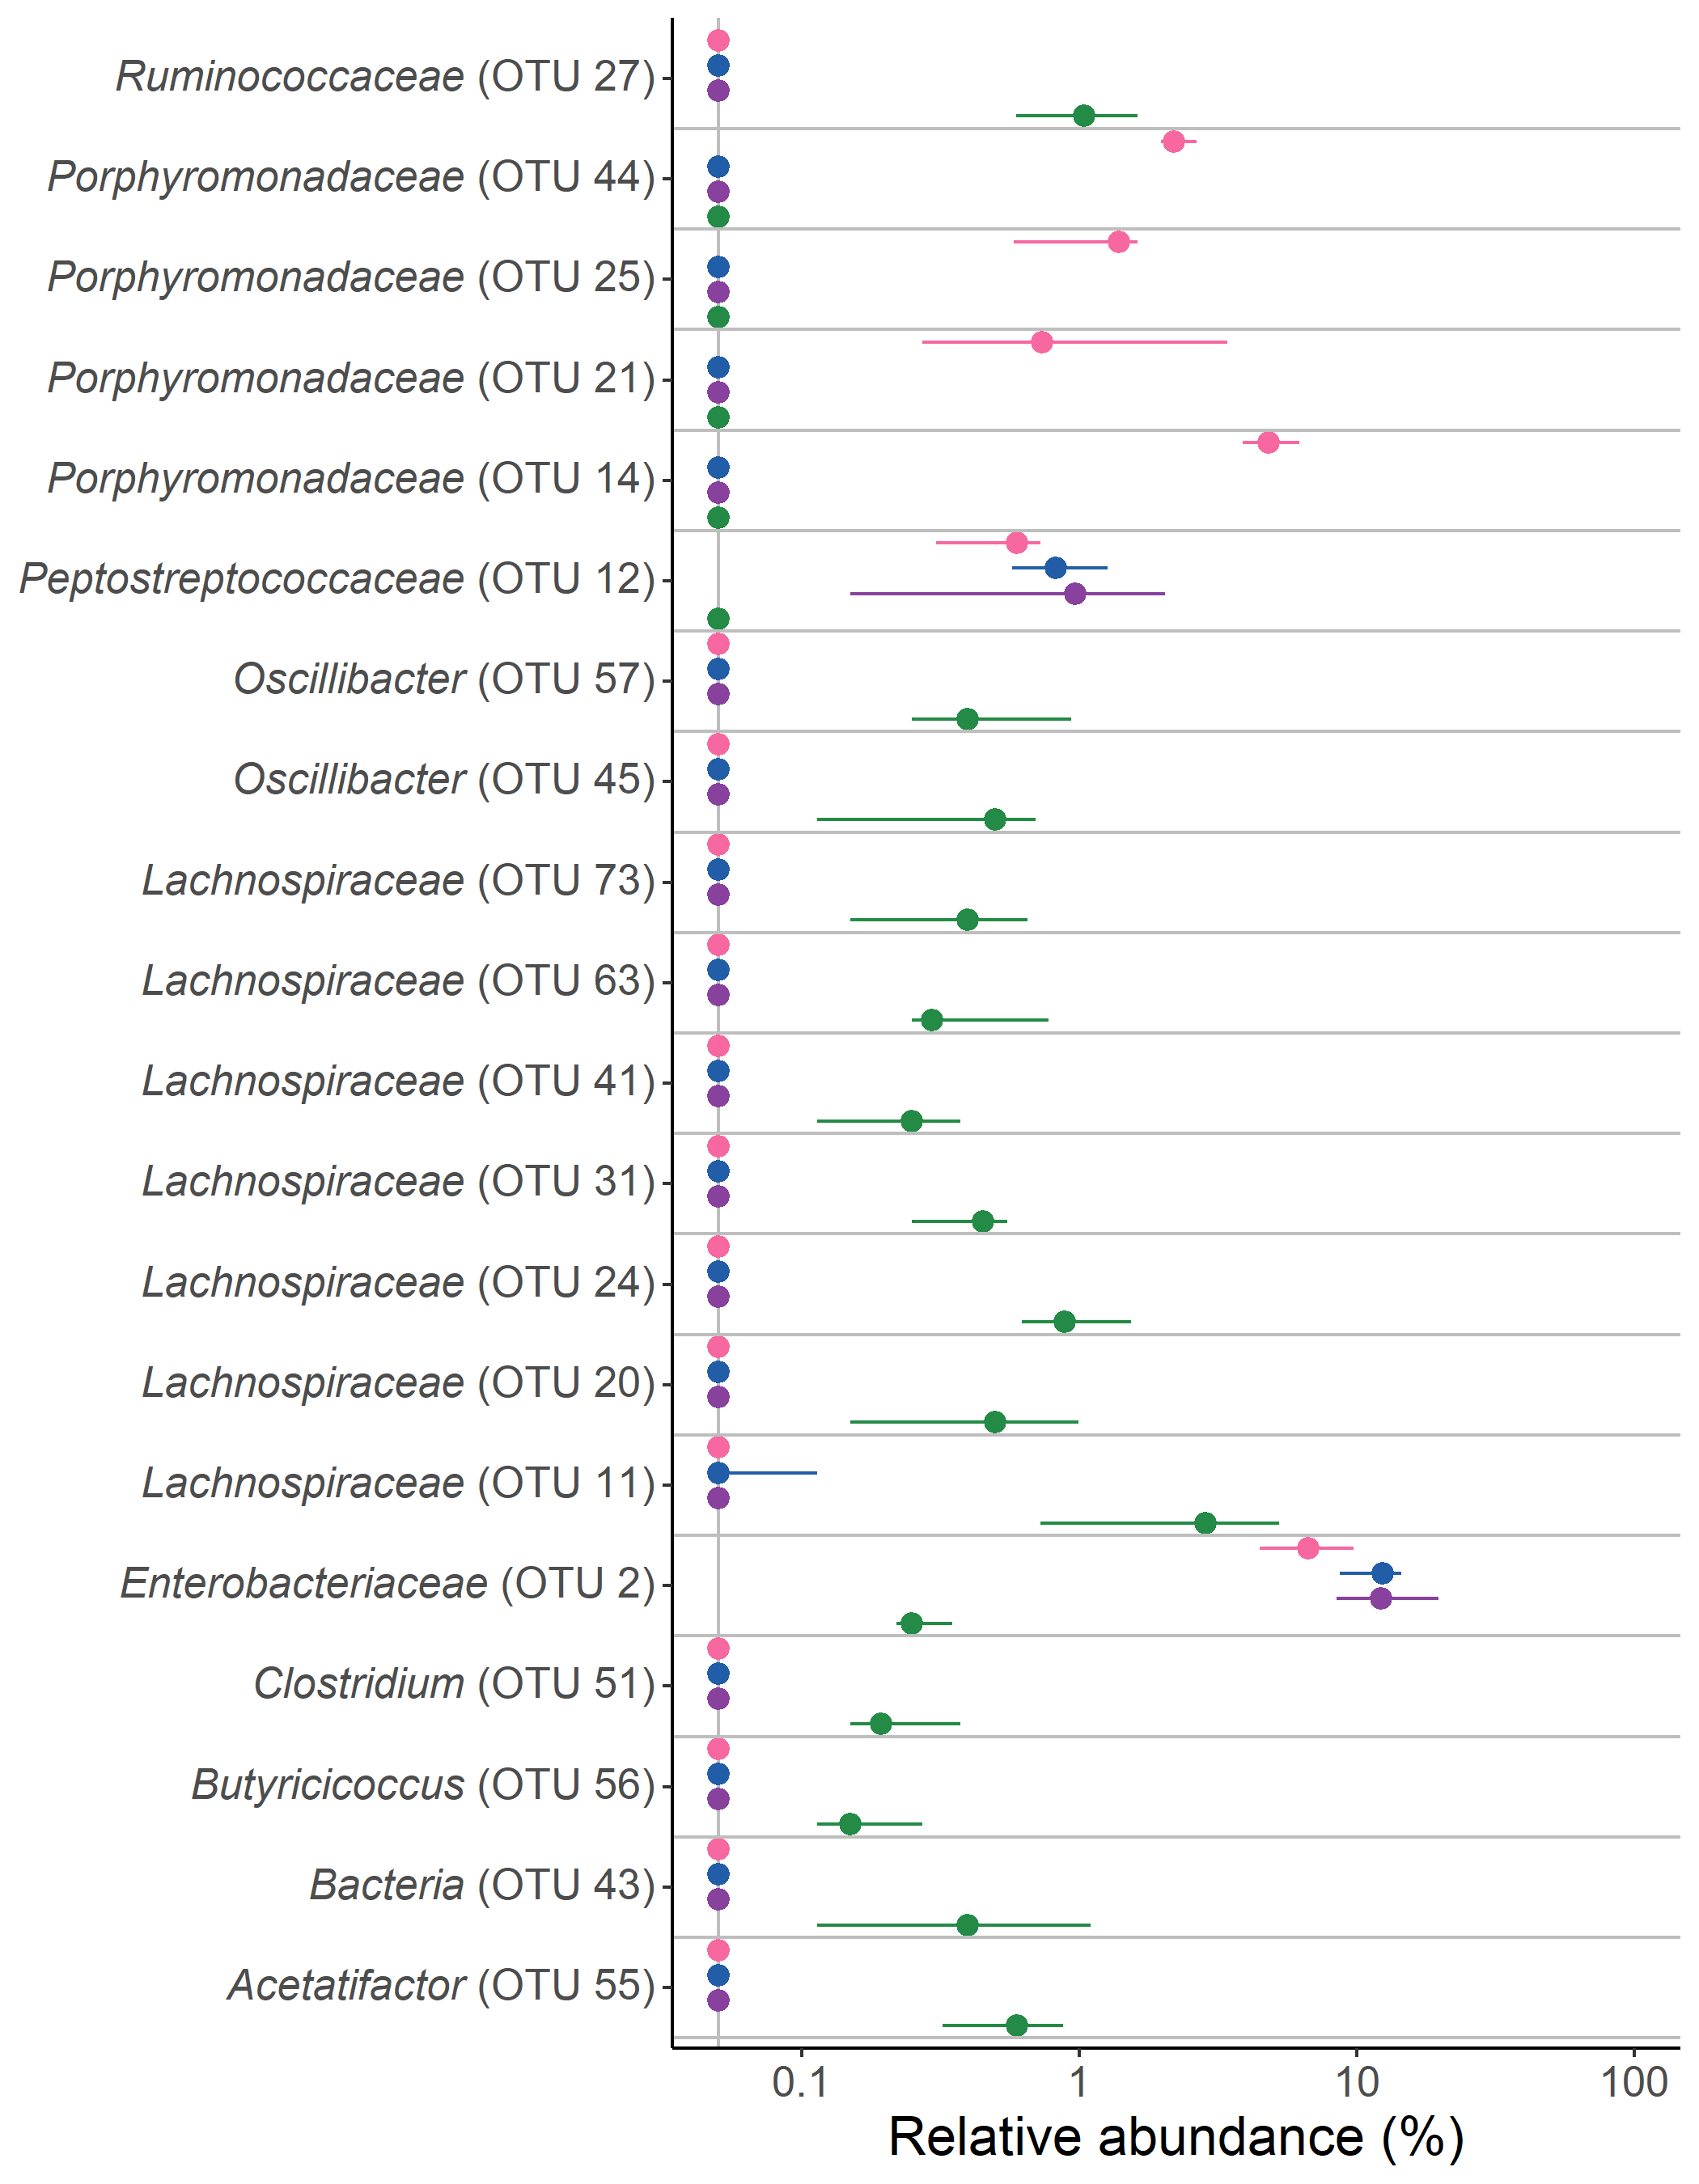 Ruminococcaceae (OTU 27)
Porphyromonadaceae (OTU 44)
Porphyromonadaceae (OTU 25)
Porphyromonadaceae (OTU 21)
Porphyromonadaceae (OTU 14)
Peptostreptococcaceae (OTU 12)
Oscillibacter (OTU 57)
Oscillibacter (OTU 45)
Lachnospiraceae (OTU 73)
Lachnospiraceae (OTU 63)
Lachnospiraceae (OTU 41)
Lachnospiraceae (OTU 31)
Lachnospiraceae (OTU 24)
Lachnospiraceae (OTU 20)
Lachnospiraceae (OTU 11)
Enterobacteriaceae (OTU 2)
Clostridium (OTU 51)
Butyricicoccus (OTU 56)
Bacteria (OTU 43)
Acetatifactor (OTU 55)
0.1 1 10 100
Relative abundance (%)